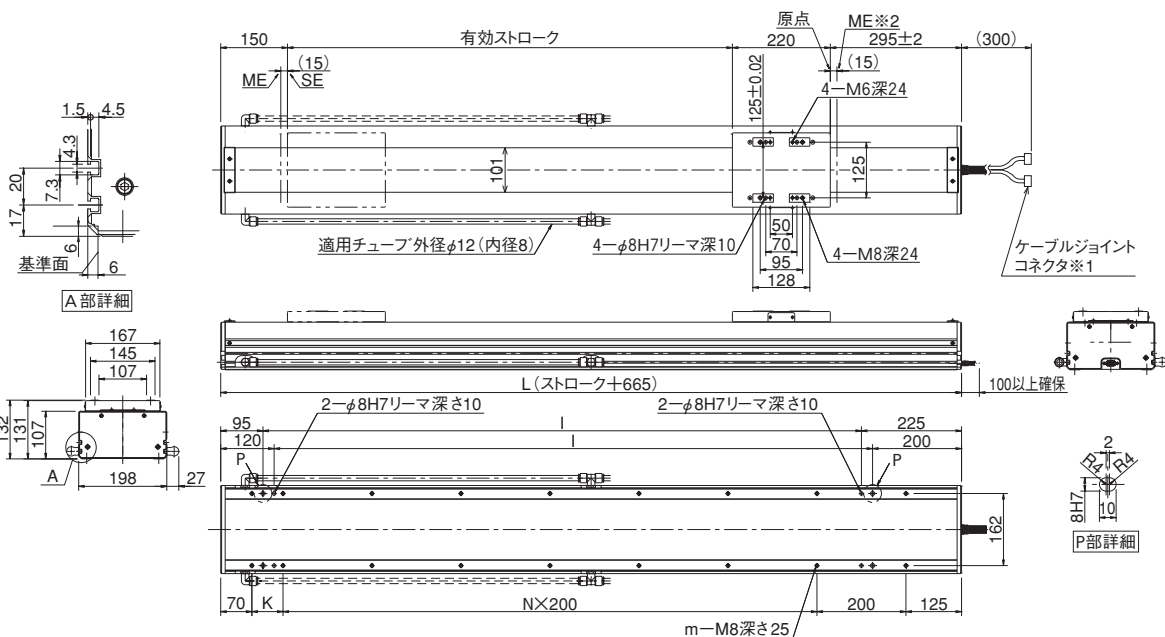 150
有効ストローク
220
原点
ME※2
295±2
(300)
(15)
(15)
ME
SE
4-M6深24
125±0.02
1.5
4.5
4.3
20
7.3
17
6
6
基準面
A部詳細
101
125
適用チューブ外径φ12(内径8)
4-φ8H7リーマ深10
50
70
95
128
4-M8深24
ケーブルジョイント
コネクタ※1
167
145
107
132
131
107
A
198
27
L(ストローク+665)
100以上確保
2-φ8H7リーマ深さ10
2-φ8H7リーマ深さ10
95
l
225
120
l
200
P
P
162
2
R4
R4
8H7
10
P部詳細
70
K
N×200
200
125
m-M8深さ25